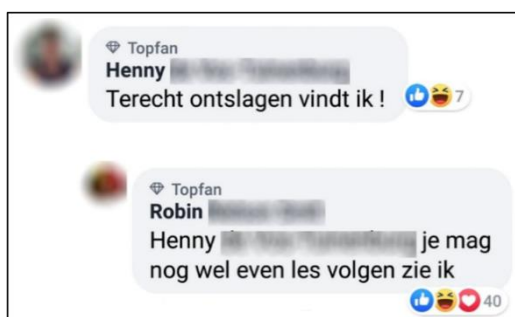 Topfan
Henny
Terecht ontslagen vindt ik !
7
Topfan
Robin
Henny je mag
nog wel even les volgen zie ik
40